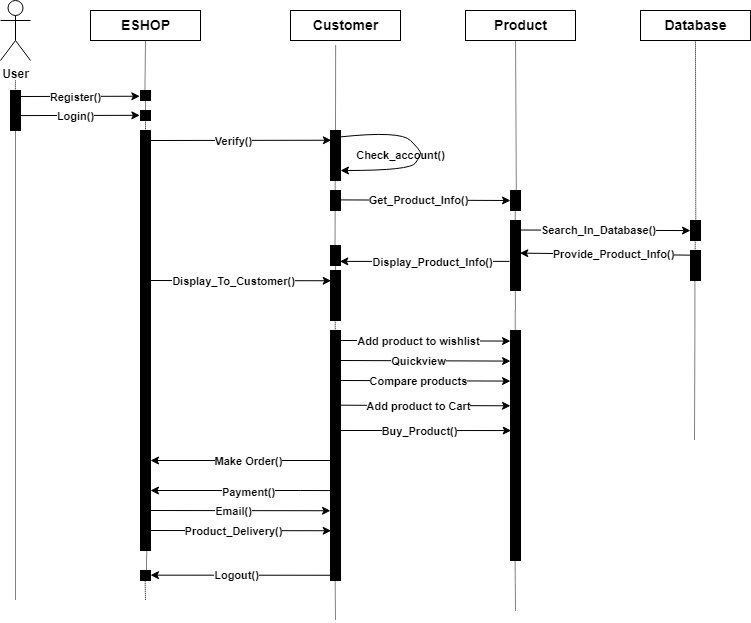 ESHOP
Customer
Product
Database
User
Register()
Login()
Verify()
Check_account()
Get_Product_Info()
Search_In_Database()
Provide_Product_Info()
Display_Product_Info()
Display_To_Customer()
Add product to wishlist
Quickview
Compare products
Add product to Cart
Buy_Product()
Make Order()
Payment()
Email()
Product_Delivery()
Logout()